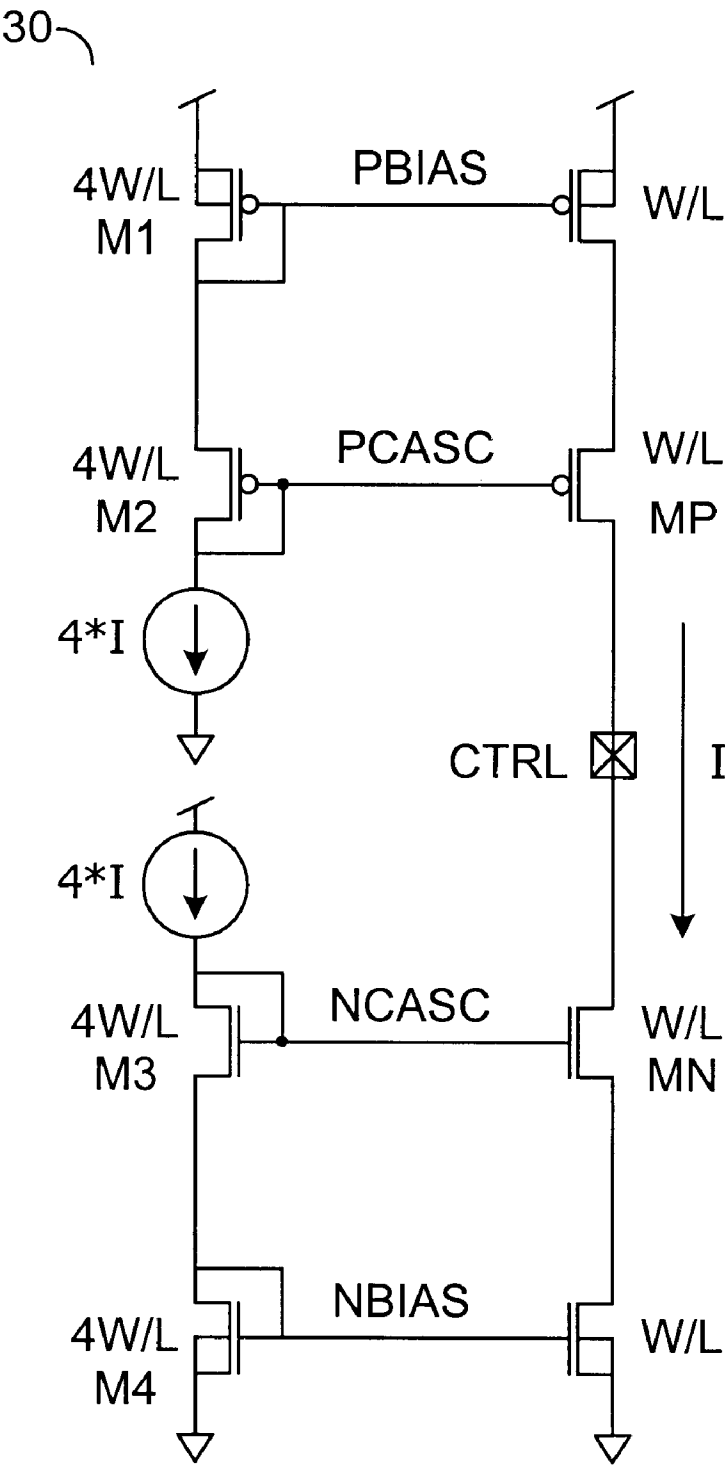 30
4W/L
M1
PBIAS
W/L
4W/L
M2
PCASC
W/L
MP
4*I
CTRL
I
4*I
4W/L
M3
NCASC
W/L
MN
4W/L
M4
NBIAS
W/L